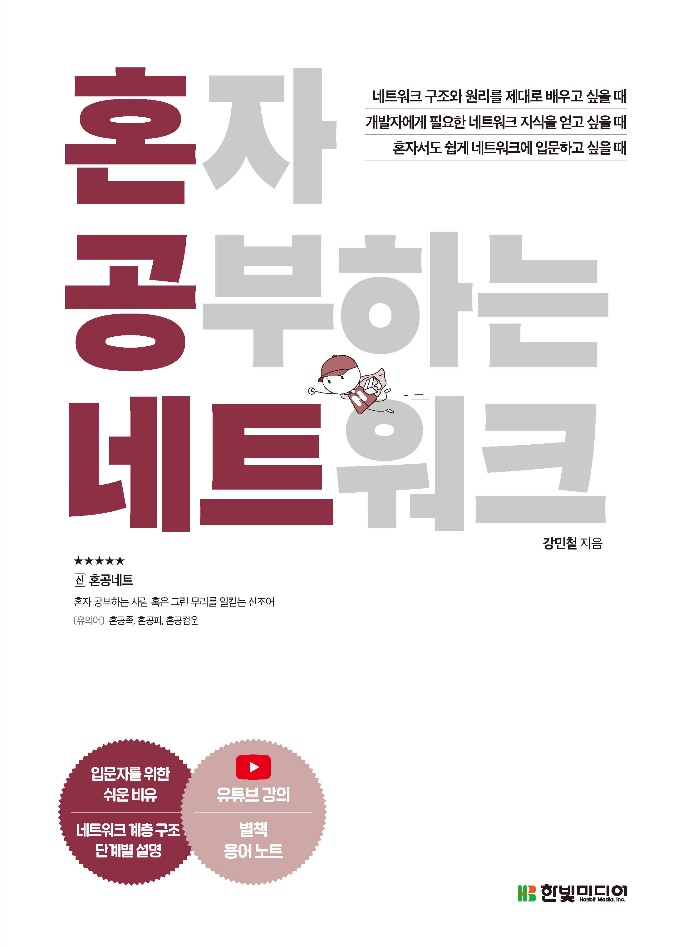 혼자
네트워크 구조와 원리를 제대로 배우고 싶을 때
개발자에게 필요한 네트워크 지식을 얻고 싶을 때
혼자서도 쉽게 네트워크에 입문하고 싶을 때
공부하는
네트워크
강민철 지음
★★★★★
신 혼공네트
혼자 공부하는 사람 혹은 그런 무리를 일컫는 신조어
[유의어] 혼공족, 혼공피, 혼공컴운
입문자를 위한
쉬운 비유
네트워크 계층 구조
단계별 설명
유튜브 강의
별책
용어 노트
한빛미디어
Hanbit Media, Inc.